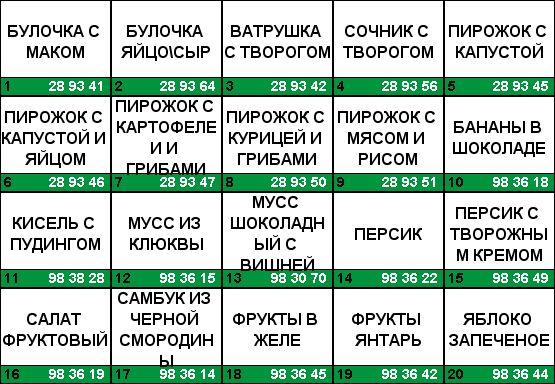 БУЛОЧКА С
МАКОМ
1 28 93 41
БУЛОЧКА
ЯЙЦО\СЫР
2 28 93 64
ВАТРУШКА
С ТВОРОГОМ
3 28 93 42
СОЧНИК С
ТВОРОГОМ
4 28 93 56
ПИРОЖОК С
КАПУСТОЙ
5 28 93 45
ПИРОЖОК С
КАПУСТОЙ И
ЯЙЦОМ
6 28 93 46
ПИРОЖОК С
КАРТОФЕЛЕ
И И
ГРИБАМИ
7 28 93 47
ПИРОЖОК С
КУРИЦЕЙ И
ГРИБАМИ
8 28 93 50
ПИРОЖОК С
МЯСОМ И
РИСОМ
9 28 93 51
БАНАНЫ В
ШОКОЛАДЕ
10 98 36 18
КИСЕЛЬ С
ПУДИНГОМ
11 98 38 28
МУСС ИЗ
КЛЮКВЫ
12 98 36 15
МУСС
ШОКОЛАДН
ЫЙ С
ВИШНЕЙ
13 98 30 70
ПЕРСИК
14 98 36 22
ПЕРСИК С
ТВОРОЖНЫ
М КРЕМОМ
15 98 36 49
САЛАТ
ФРУКТОВЫЙ
16 98 36 19
САМБУК ИЗ
ЧЕРНОЙ
СМОРОДИН
Ы
17 98 36 14
ФРУКТЫ В
ЖЕЛЕ
18 98 36 45
ФРУКТЫ
ЯНТАРЬ
19 98 36 42
ЯБЛОКО
ЗАПЕЧЕНОЕ
20 98 36 44